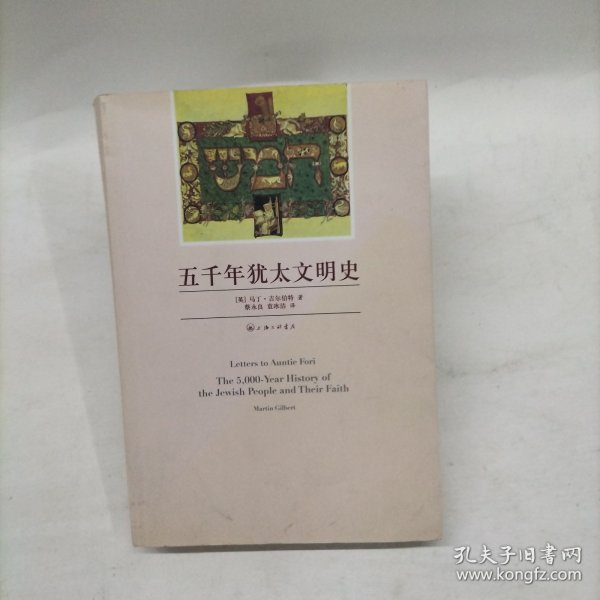 המש
五千年犹太文明史
[英] 马丁·吉尔伯特 著
蔡永良 袁冰洁 译
上海三联书店
Letters to Auntie Fori
The 5,000-Year History of
the Jewish People and Their Faith
Martin Gilbert
孔夫子旧书网
www.kongfz.com